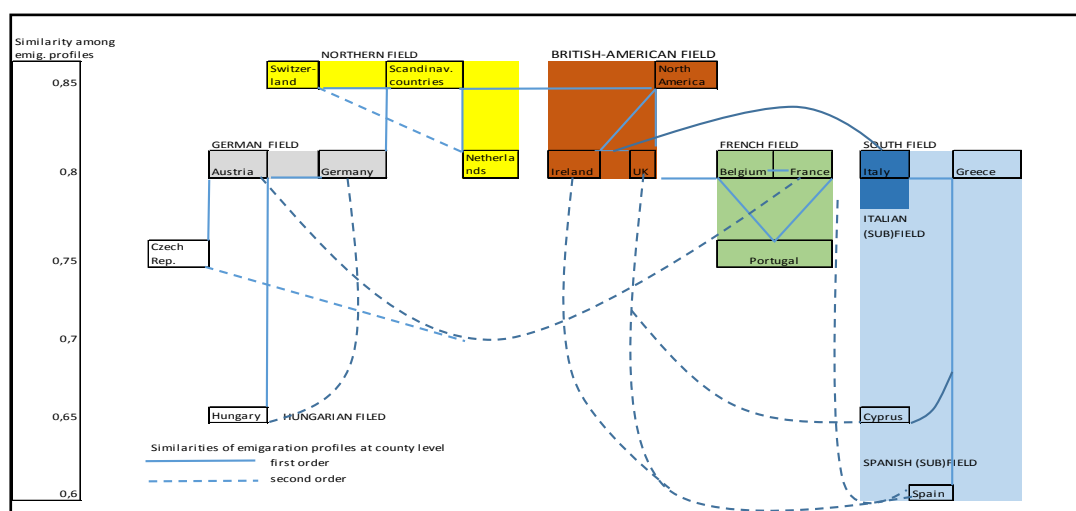 Similarity among
emig. profiles
NORTHERN FIELD
BRITISH-AMERICAN FIELD
0,85
Switzer-
land
Scandinav.
countries
North
America
GERMAN FIELD
FRENCH FIELD
SOUTH FIELD
0,8
Austria
Germany
Netherla
nds
Ireland
UK
Belgium
France
Italy
Greece
ITALIAN
(SUB)FIELD
0,75
Czech
Rep.
Portugal
0,7
0,65
Hungary
HUNGARIAN FILED
Cyprus
Similarities of emigaration profiles at county level
first order
second order
SPANISH (SUB)FIELD
0,6
Spain